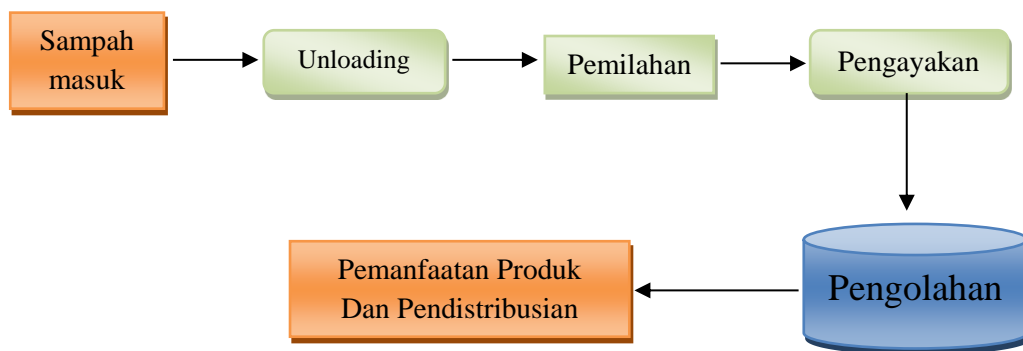 Sampah
masuk
Unloading
Pemilahan
Pengayakan
Pengolahan
Pemanfaatan Produk
Dan Pendistribusian